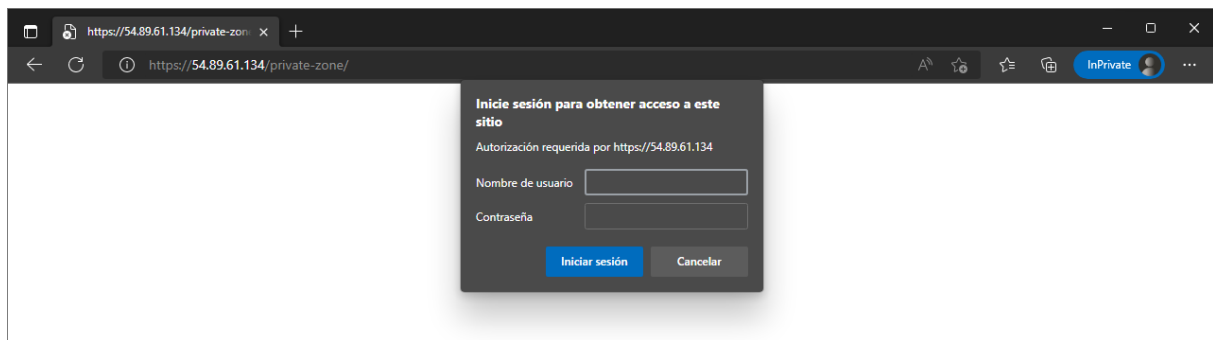 https://54.89.61.134/private-zon
https://54.89.61.134/private-zone/
InPrivate
Inicie sesión para obtener acceso a este
sitio
Autorización requerida por https://54.89.61.134
Nombre de usuario
Contraseña
Iniciar sesión
Cancelar